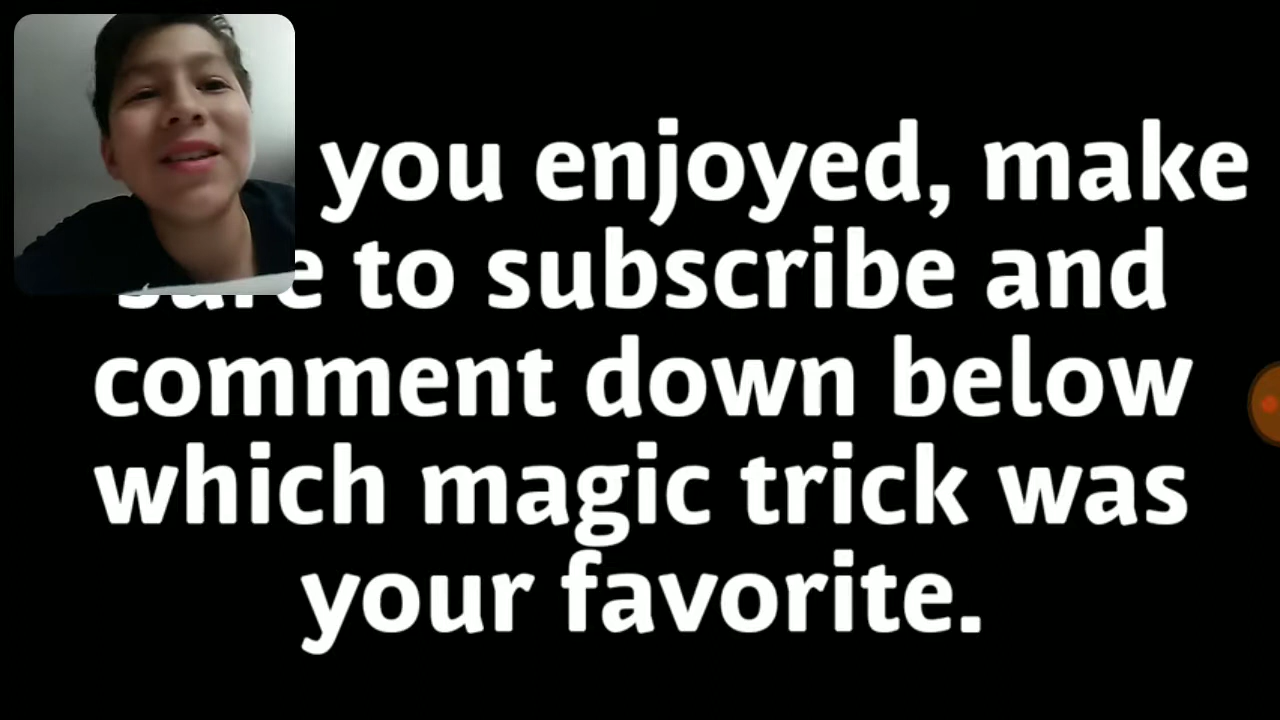 you enjoyed, make
to subscribe and
comment down below
which magic trick was
your favorite.